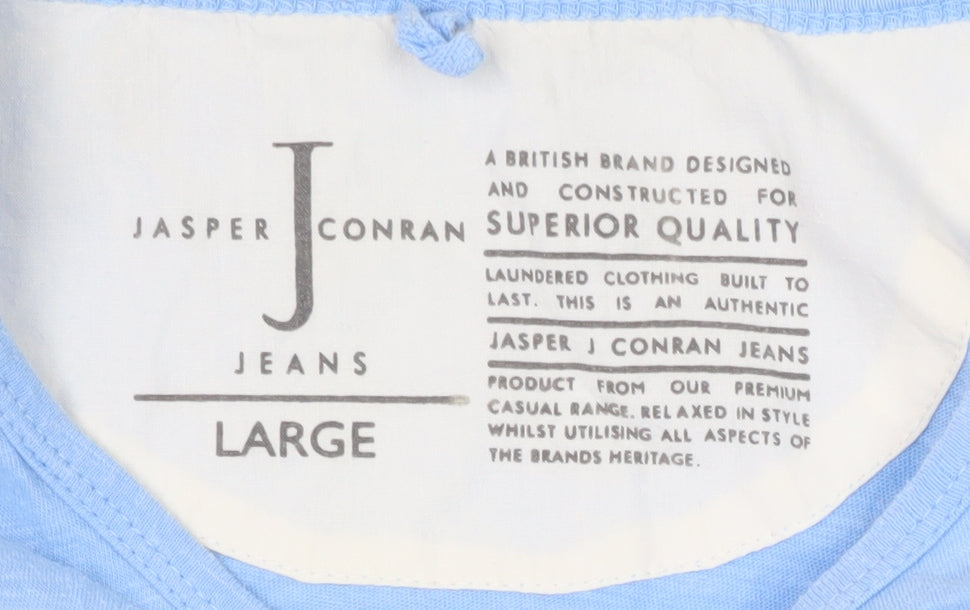 JASPER J CONRAN
JEANS
LARGE
A BRITISH BRAND DESIGNED
AND CONSTRUCTED FOR
SUPERIOR QUALITY
LAUNDERED CLOTHING BUILT TO
LAST. THIS IS AN AUTHENTIC
JASPER J CONRAN JEANS
PRODUCT FROM OUR PREMIUM
CASUAL RANGE. RELAXED IN STYLE
WHILST UTILISING ALL ASPECTS OF
THE BRANDS HERITAGE.